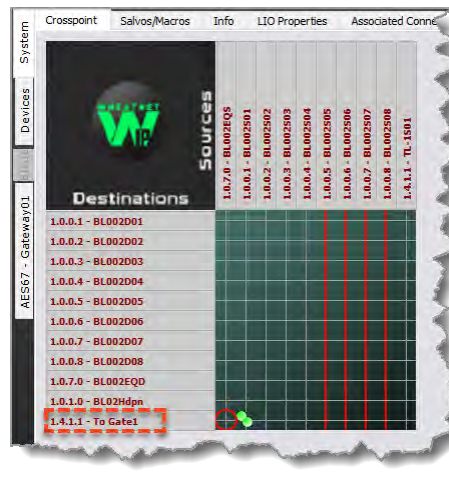 Crosspoint Salvos/Macros Info LIO Properties Associated Conne
System
Devices
AES67 - Gateway01
WHEATNET
IP
Sources
Destinations
1.0.7.0 - BL002EQS
1.0.0.1 - BL002S01
1.0.0.2 - BL002S02
1.0.0.3 - BL002S03
1.0.0.4 - BL002S04
1.0.0.5 - BL002S05
1.0.0.6 - BL002S06
1.0.0.7 - BL002S07
1.0.0.8 - BL002S08
1.4.1.1 - TL-1S01
1.0.0.1 - BL002D01
1.0.0.2 - BL002D02
1.0.0.3 - BL002D03
1.0.0.4 - BL002D04
1.0.0.5 - BL002D05
1.0.0.6 - BL002D06
1.0.0.7 - BL002D07
1.0.0.8 - BL002D08
1.0.7.0 - BL002EQD
1.0.1.0 - BL02Hdpn
1.4.1.1 - To Gate1